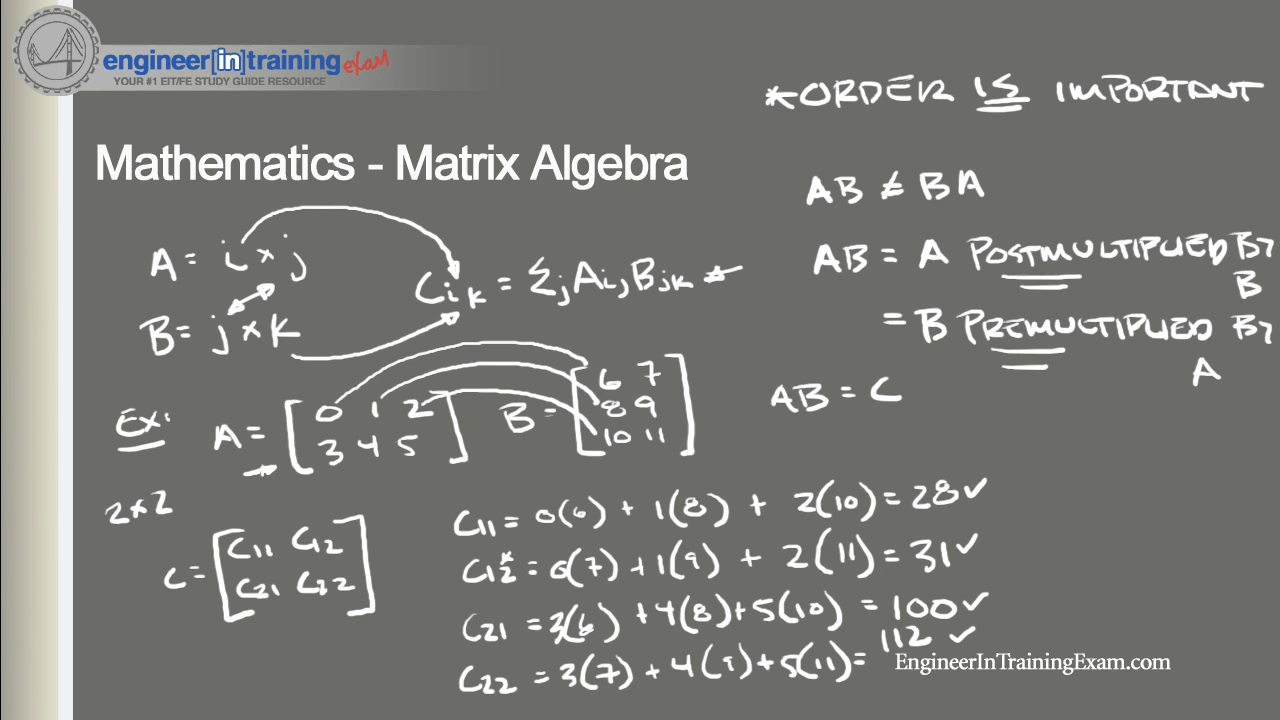 engineer[in]training exam
YOUR #1 EIT/FE STUDY GUIDE RESOURCE
*ORDER IS IMPORTANT
Mathematics - Matrix Algebra
AB ≠ BA
A = i × j
B = j × k
Cik = Σj Aij Bjk *
AB = A POSTMULTIPLIED BY
B
= B PREMULTIPLIED BY
A
AB = C
EX:
A = [0 1 2
3 4 5]
B = [6 7
8 9
10 11]
2×2
C = [C11 C12
C21 C22]
C11 = 0(6) + 1(8) + 2(10) = 28 ✓
C12 = 0(7) + 1(9) + 2(11) = 31 ✓
C21 = 3(6) + 4(8) + 5(10) = 100 ✓
C22 = 3(7) + 4(9) + 5(11) = 112 ✓
EngineerInTrainingExam.com